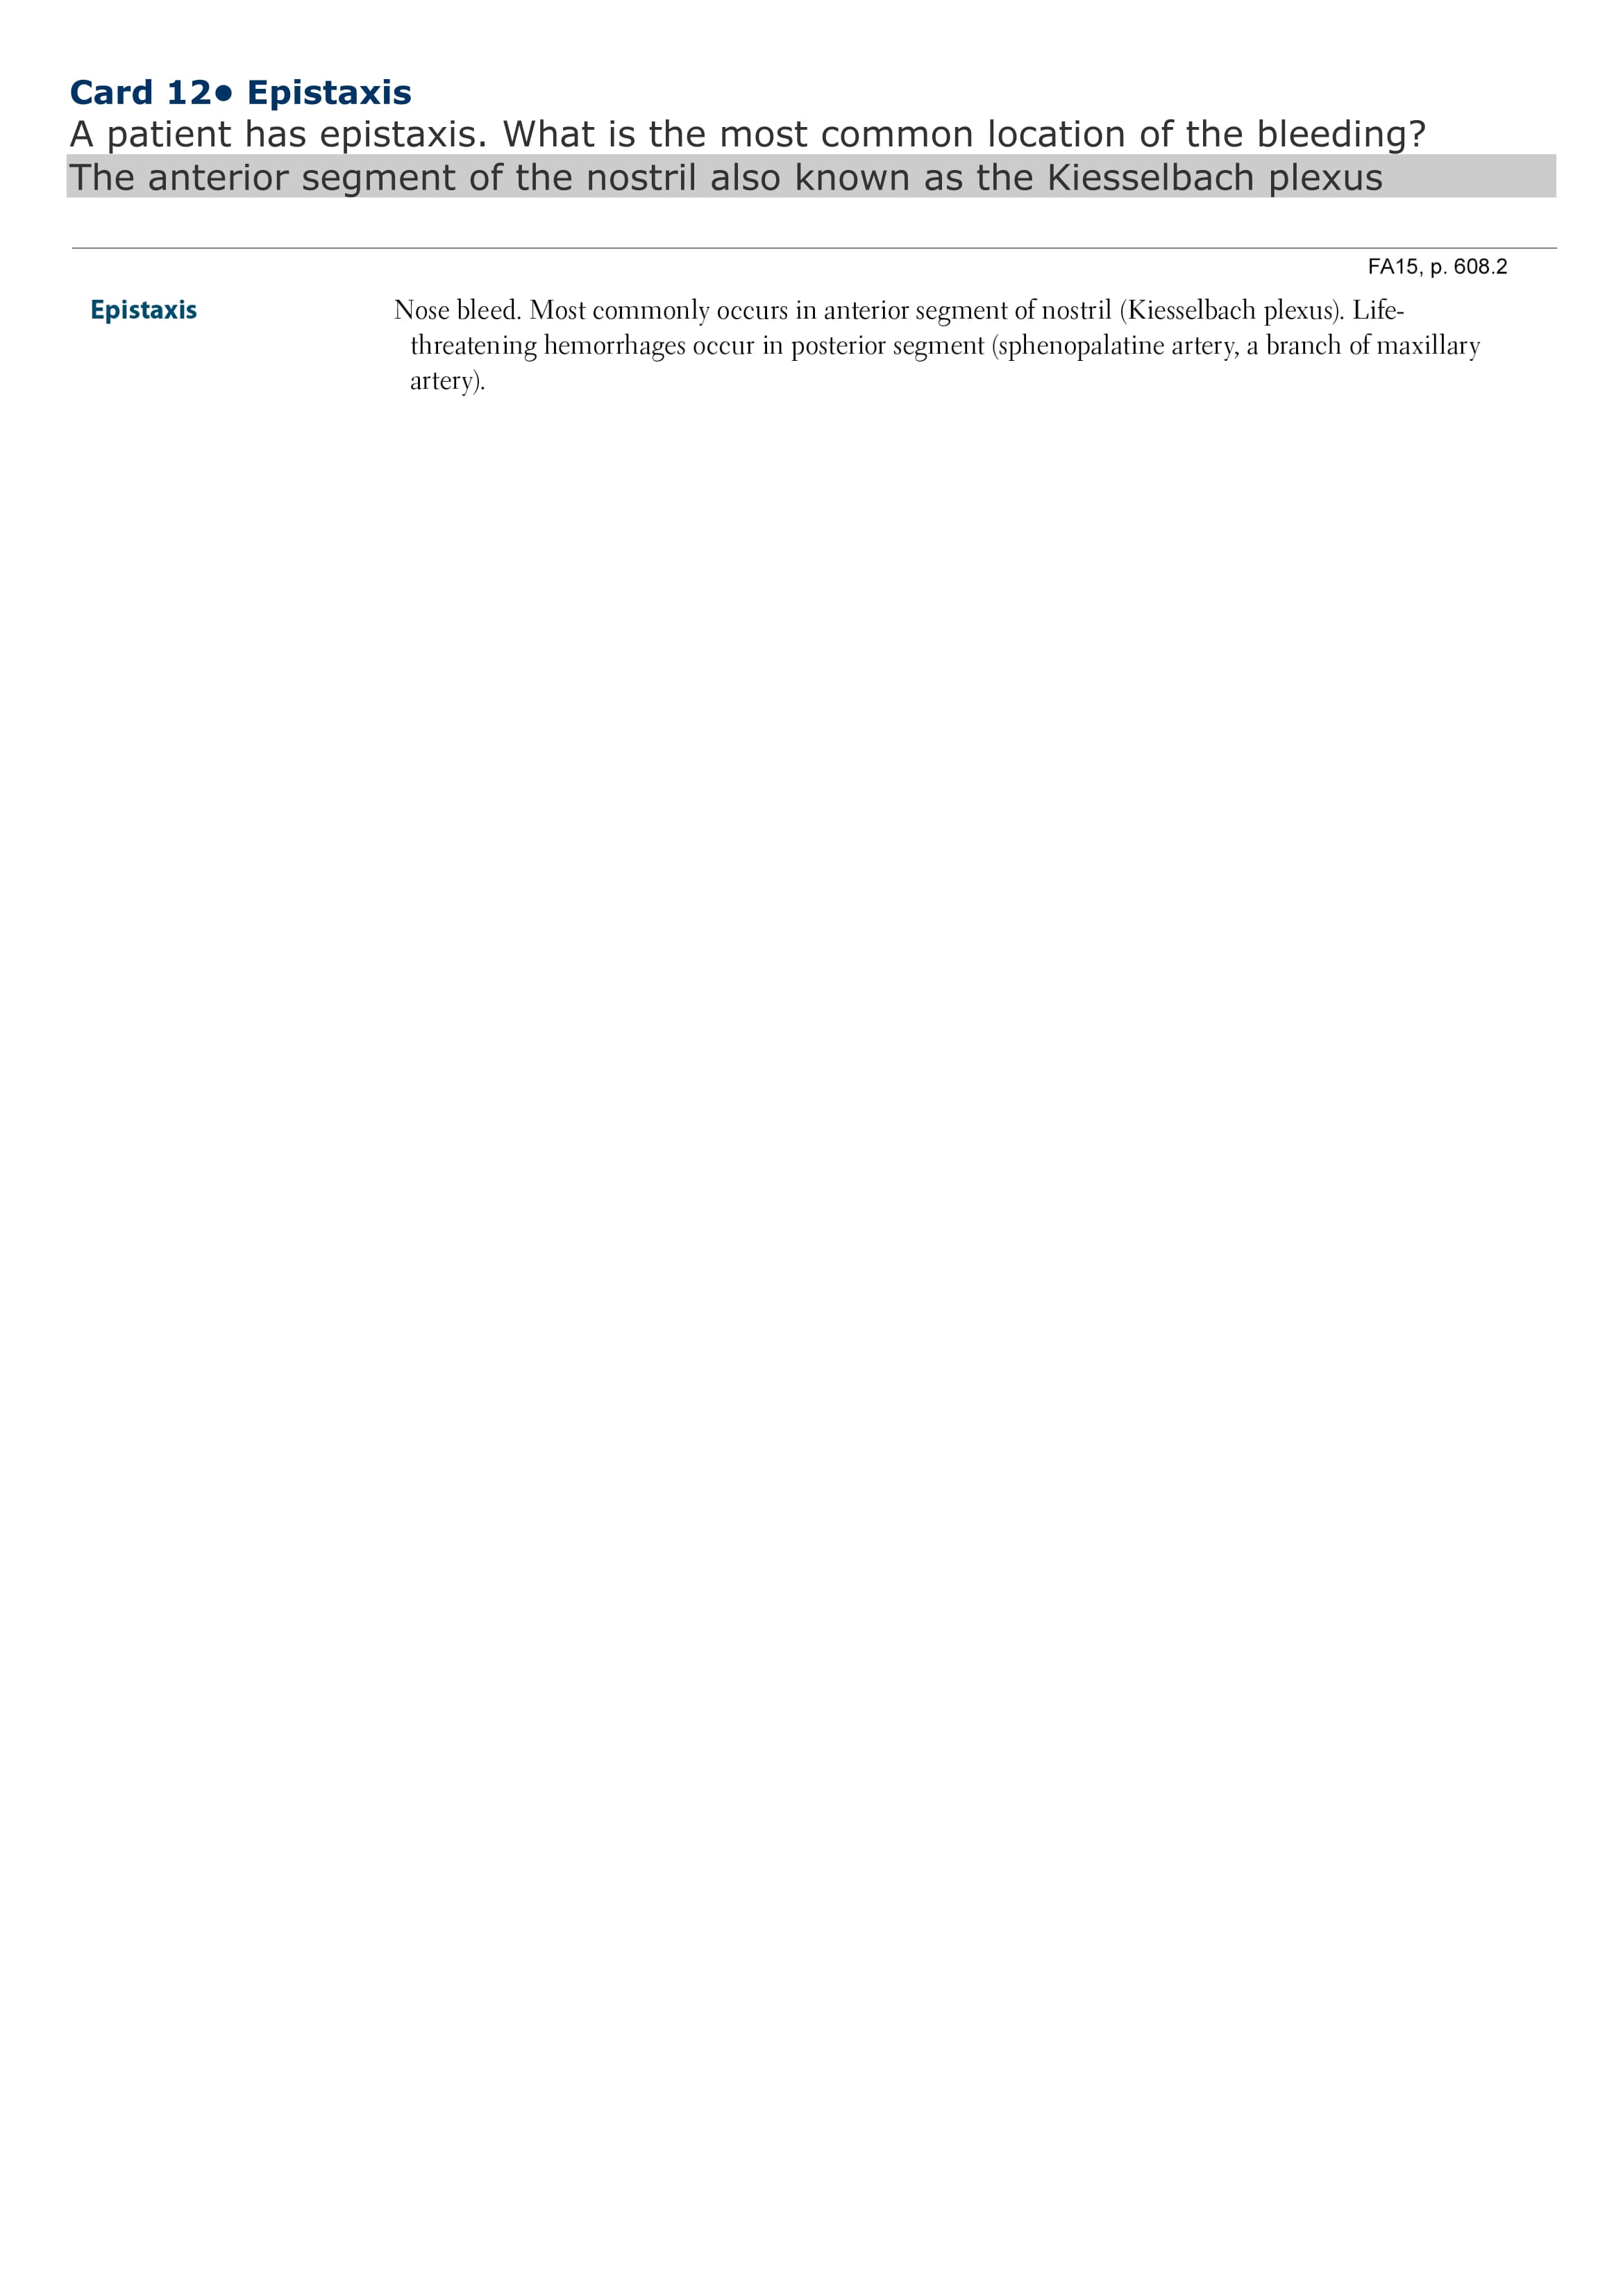 Card 12● Epistaxis
A patient has epistaxis. What is the most common location of the bleeding?
The anterior segment of the nostril also known as the Kiesselbach plexus
FA15, p. 608.2
Epistaxis
Nose bleed. Most commonly occurs in anterior segment of nostril (Kiesselbach plexus). Life-
threatening hemorrhages occur in posterior segment (sphenopalatine artery, a branch of maxillary
artery).